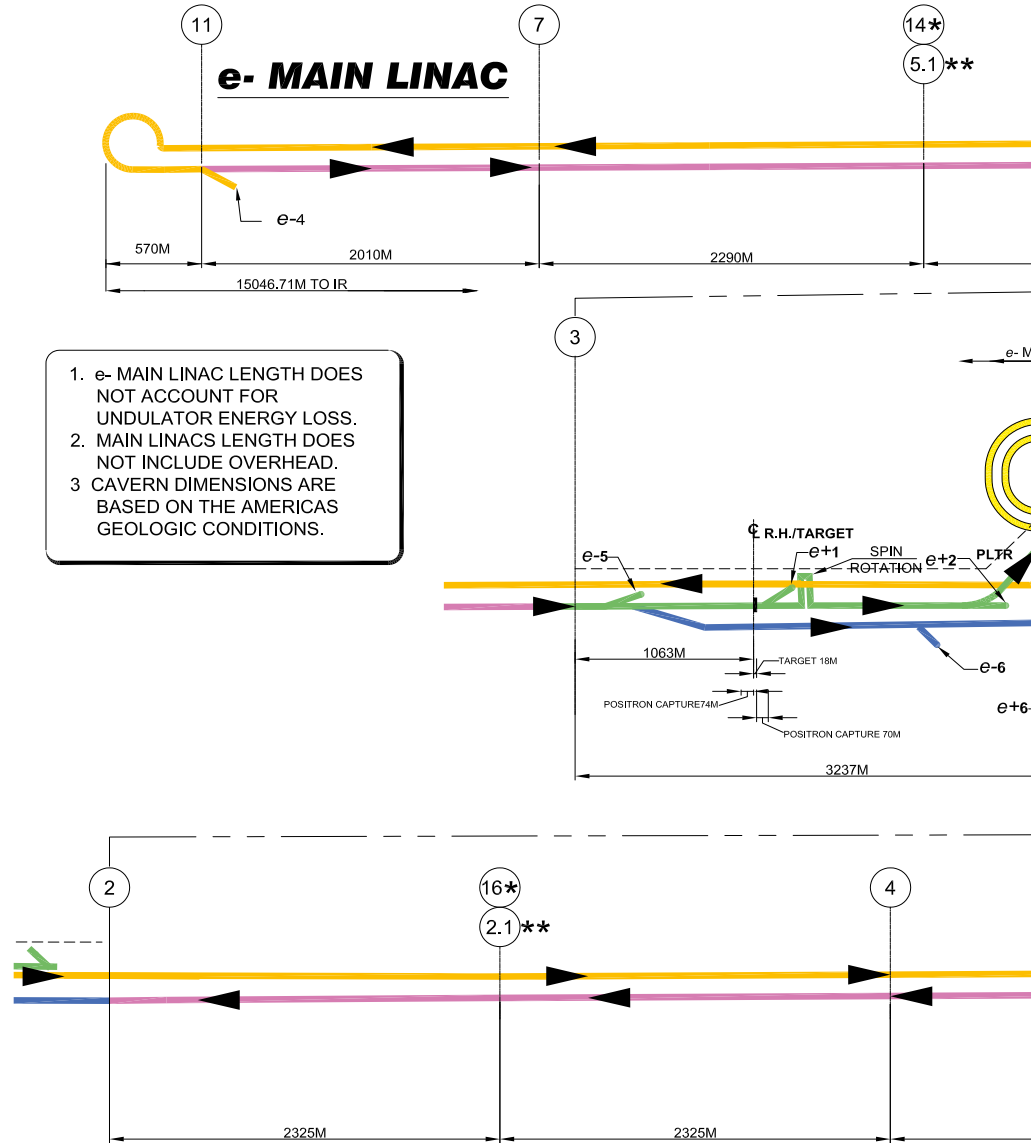 11
7
14*
5.1**
e- MAIN LINAC
e-4
570M
2010M
2290M
15046.71M TO IR
3
e- M
1. e- MAIN LINAC LENGTH DOES
NOT ACCOUNT FOR
UNDULATOR ENERGY LOSS.
2. MAIN LINACS LENGTH DOES
NOT INCLUDE OVERHEAD.
3 CAVERN DIMENSIONS ARE
BASED ON THE AMERICAS
GEOLOGIC CONDITIONS.
℄ R.H./TARGET
e-5
e+1
SPIN
ROTATION
e+2
PLTR
1063M
TARGET 18M
e-6
POSITRON CAPTURE74M
e+6
POSITRON CAPTURE 70M
3237M
2
16*
2.1**
4
2325M
2325M